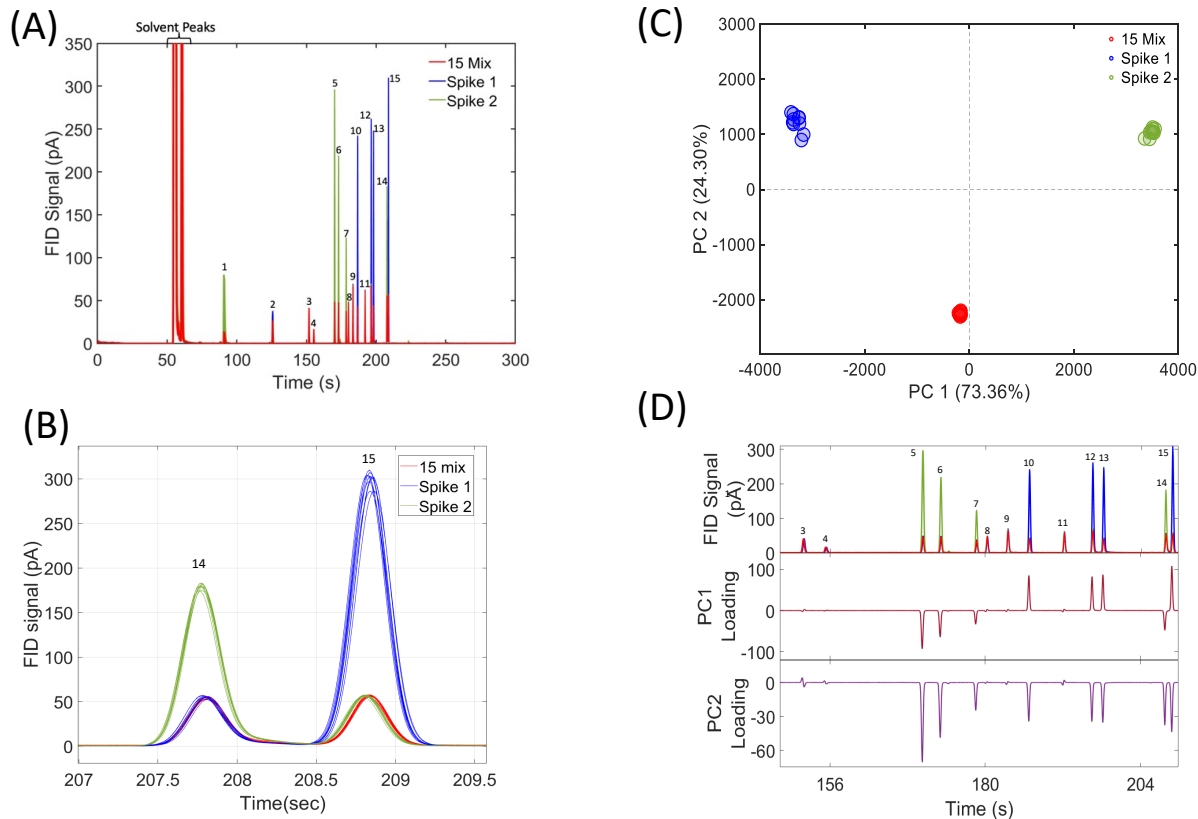 (A)
Solvent Peaks
350
300
250
200
150
100
50
0
FID Signal (pA)
0 50 100 150 200 250 300
Time (s)
15 Mix
Spike 1
Spike 2
1
2
3
4
5
6
7
8
9
10
11
12
13
14
15
(B)
300
250
200
150
100
50
0
FID signal (pA)
207 207.5 208 208.5 209 209.5
Time(sec)
15 mix
Spike 1
Spike 2
14
15
(C)
3000
2000
1000
0
-1000
-2000
PC 2 (24.30%)
-4000 -2000 0 2000 4000
PC 1 (73.36%)
15 Mix
Spike 1
Spike 2
(D)
300
200
100
0
FID Signal
(pA)
3
4
5
6
7
8
9
10
11
12
13
14
15
100
0
-100
PC1
Loading
0
-30
-60
PC2
Loading
156 180 204
Time (s)